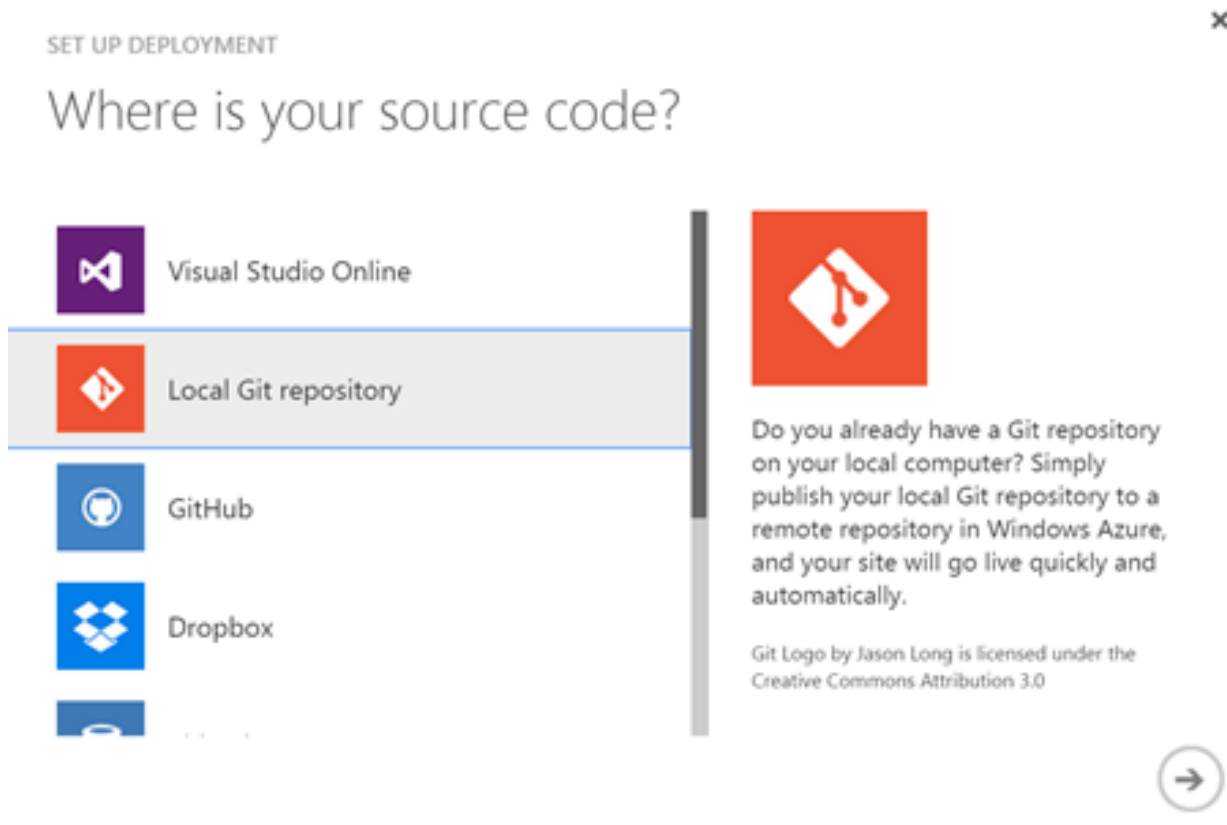 SET UP DEPLOYMENT
Where is your source code?
Visual Studio Online
Local Git repository
GitHub
Dropbox
Do you already have a Git repository
on your local computer? Simply
publish your local Git repository to a
remote repository in Windows Azure,
and your site will go live quickly and
automatically.
Git Logo by Jason Long is licensed under the
Creative Commons Attribution 3.0